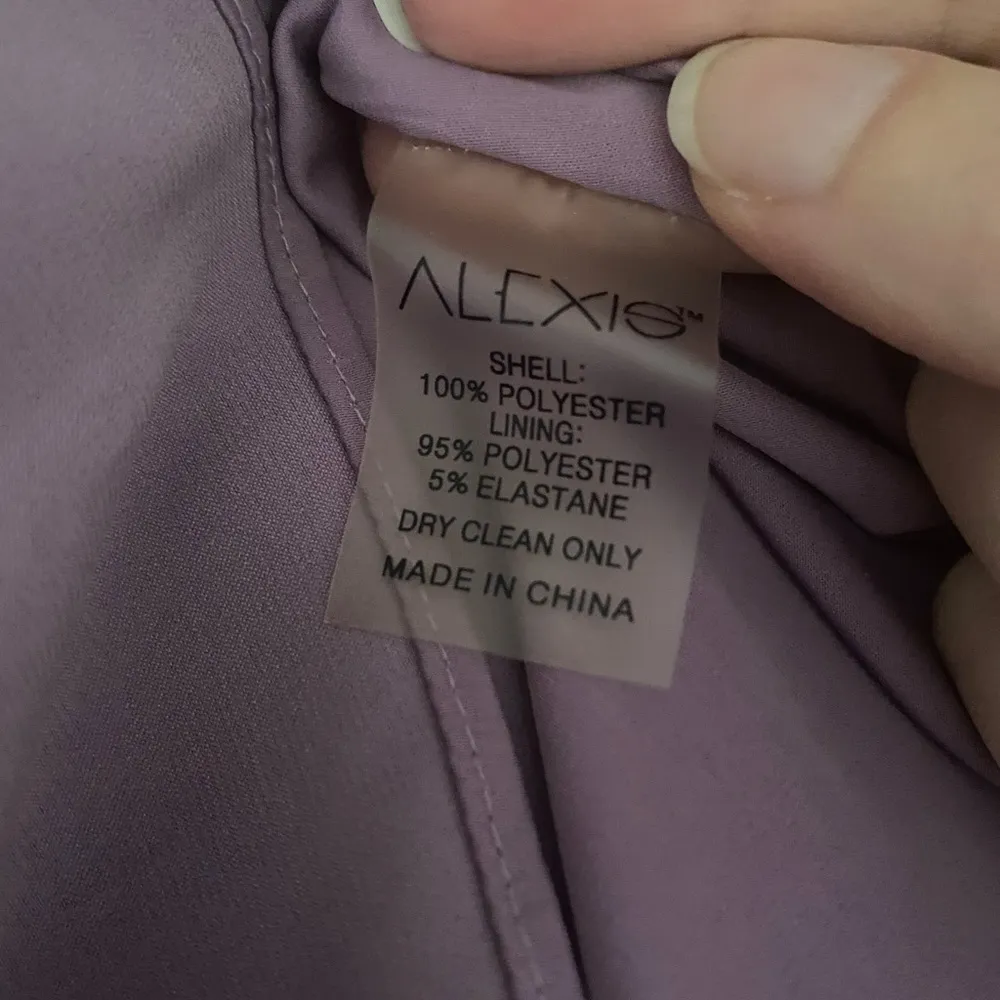 ALEXIS™
SHELL:
100% POLYESTER
LINING:
95% POLYESTER
5% ELASTANE
DRY CLEAN ONLY
MADE IN CHINA